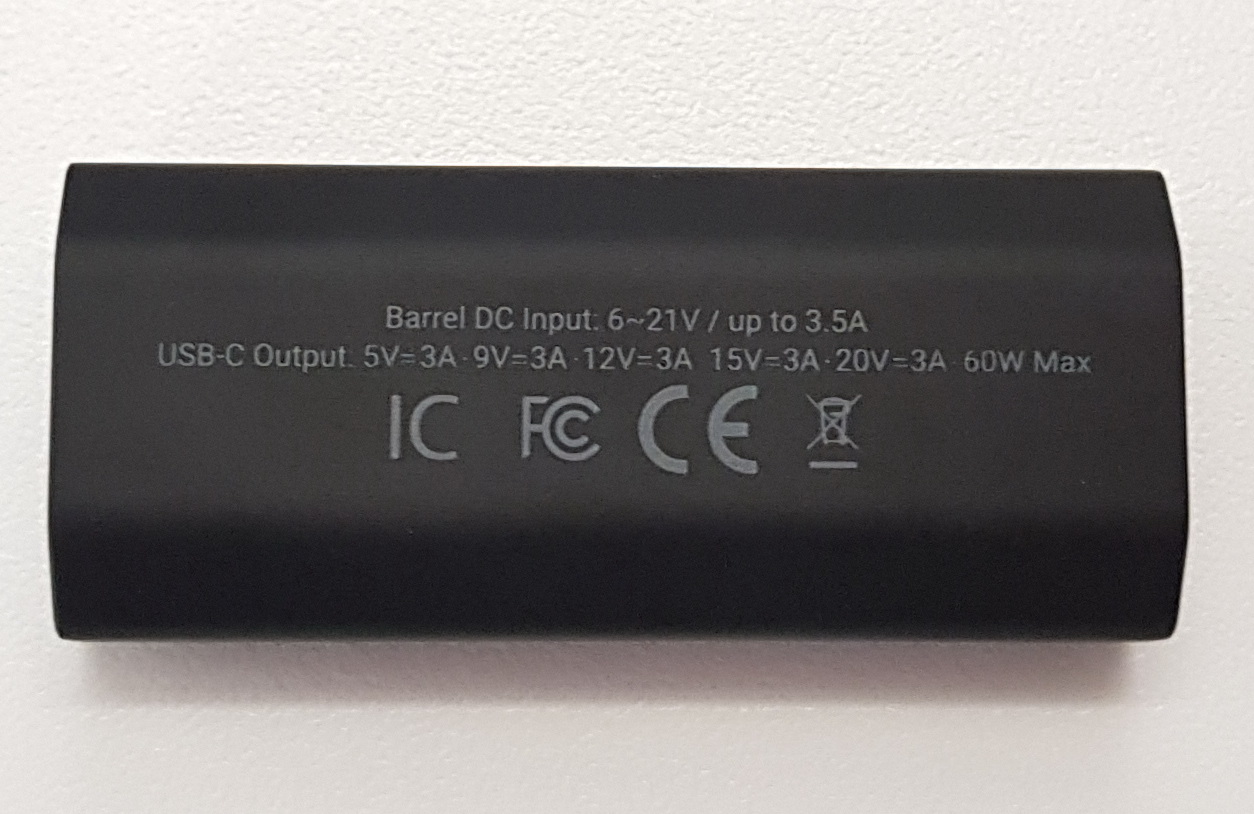 Barrel DC Input: 6~21V / up to 3.5A
USB-C Output: 5V=3A · 9V=3A · 12V=3A 15V=3A · 20V=3A 60W Max
IC FC CE